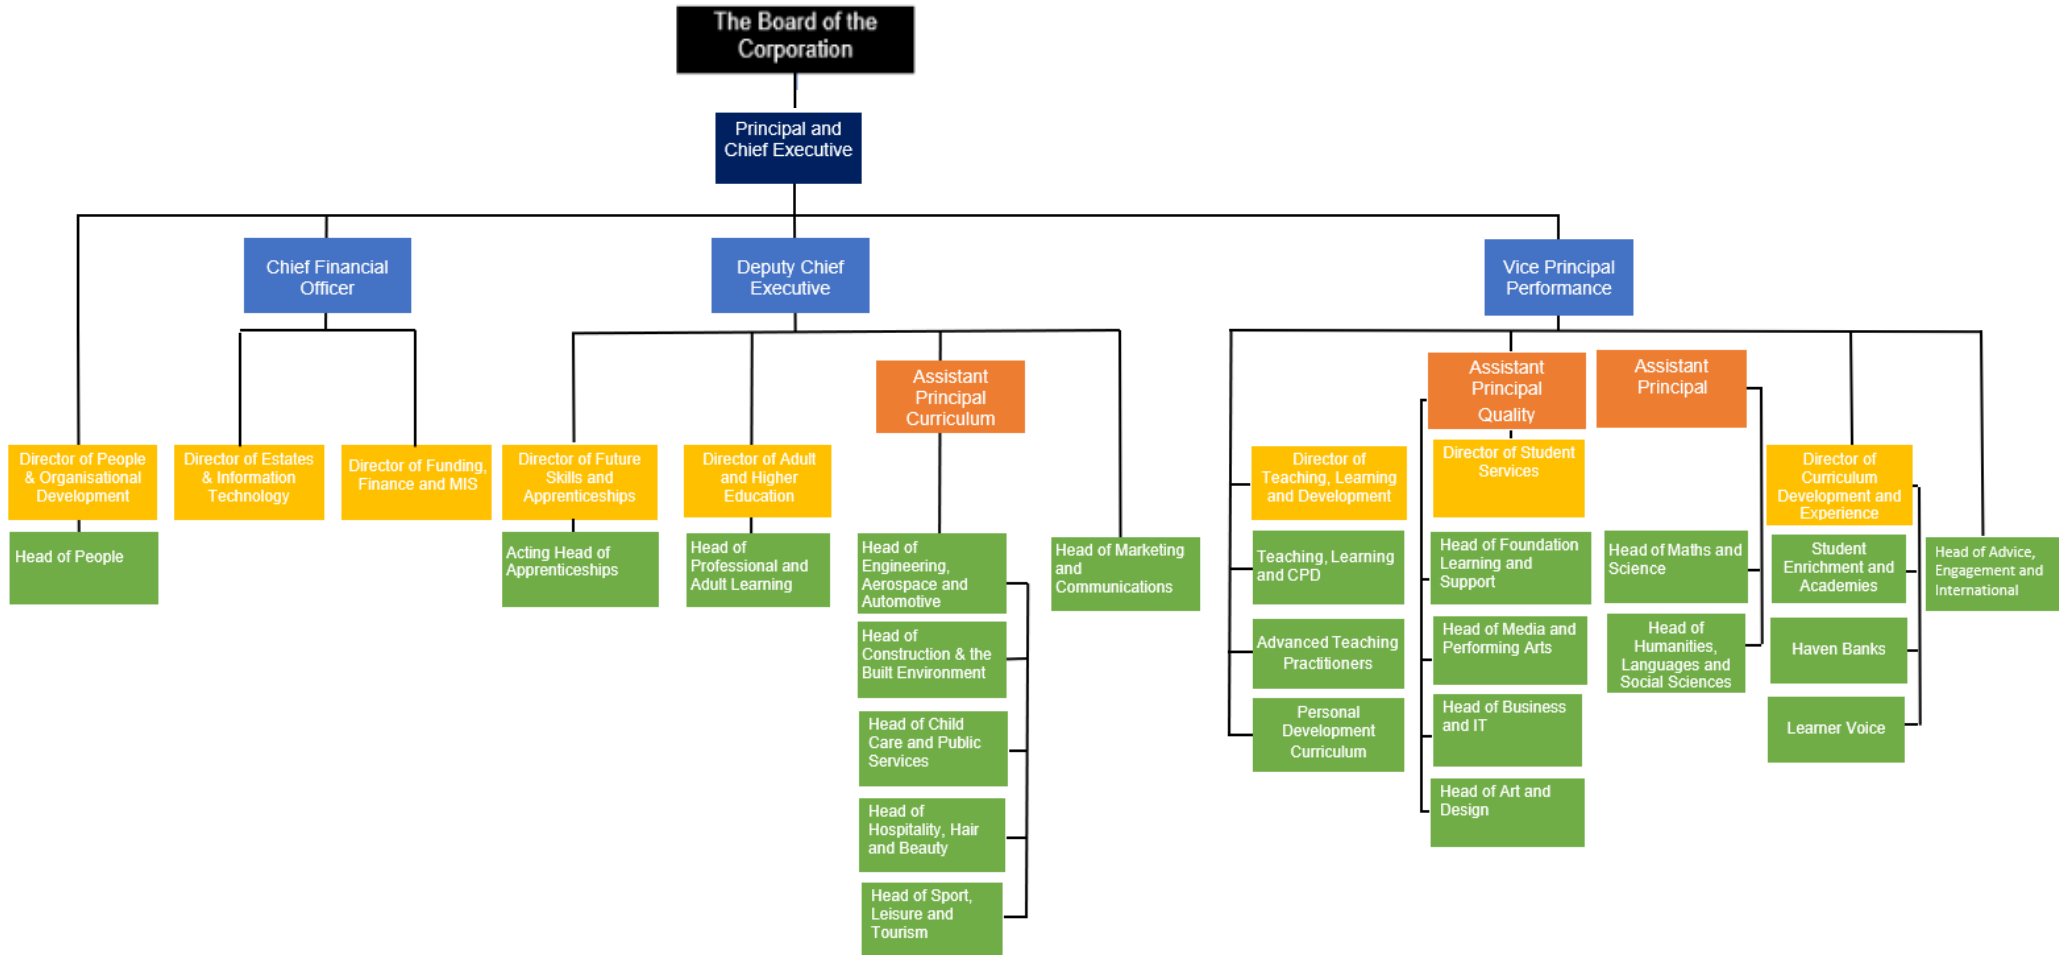 The Board of the
Corporation
Principal and
Chief Executive
Chief Financial
Officer
Deputy Chief
Executive
Vice Principal
Performance
Assistant
Principal
Curriculum
Assistant
Principal
Quality
Assistant
Principal
Director of People
& Organisational
Development
Director of Estates
& Information
Technology
Director of Funding,
Finance and MIS
Director of Future
Skills and
Apprenticeships
Director of Adult
and Higher
Education
Director of
Teaching, Learning
and Development
Director of Student
Services
Director of
Curriculum
Development and
Experience
Head of People
Acting Head of
Apprenticeships
Head of
Professional and
Adult Learning
Head of
Engineering,
Aerospace and
Automotive
Head of Marketing
and
Communications
Teaching, Learning
and CPD
Head of Foundation
Learning and
Support
Head of Maths and
Science
Student
Enrichment and
Academies
Head of Advice,
Engagement and
International
Head of
Construction & the
Built Environment
Advanced Teaching
Practitioners
Head of Media and
Performing Arts
Head of
Humanities,
Languages and
Social Sciences
Haven Banks
Head of Child
Care and Public
Services
Personal
Development
Curriculum
Head of Business
and IT
Learner Voice
Head of
Hospitality, Hair
and Beauty
Head of Art and
Design
Head of Sport,
Leisure and
Tourism